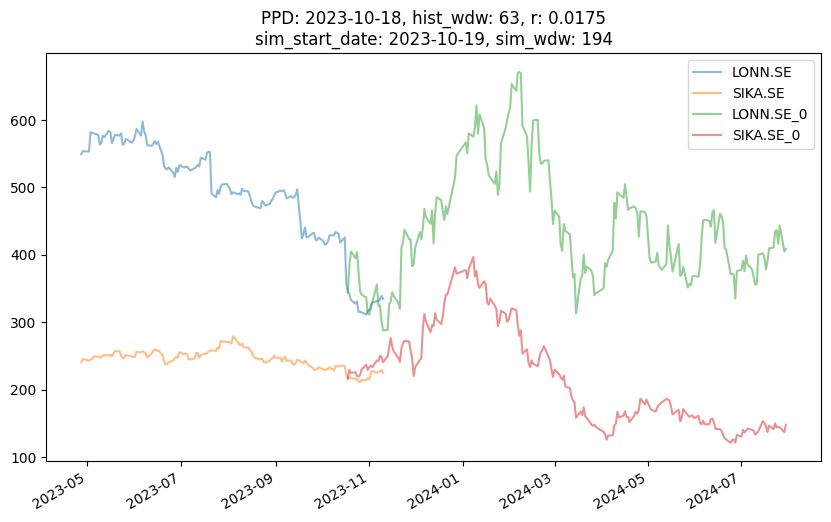 PPD: 2023-10-18, hist_wdw: 63, r: 0.0175
sim_start_date: 2023-10-19, sim_wdw: 194
LONN.SE
SIKA.SE
LONN.SE_0
SIKA.SE_0
600
500
400
300
200
100
2023-05
2023-07
2023-09
2023-11
2024-01
2024-03
2024-05
2024-07